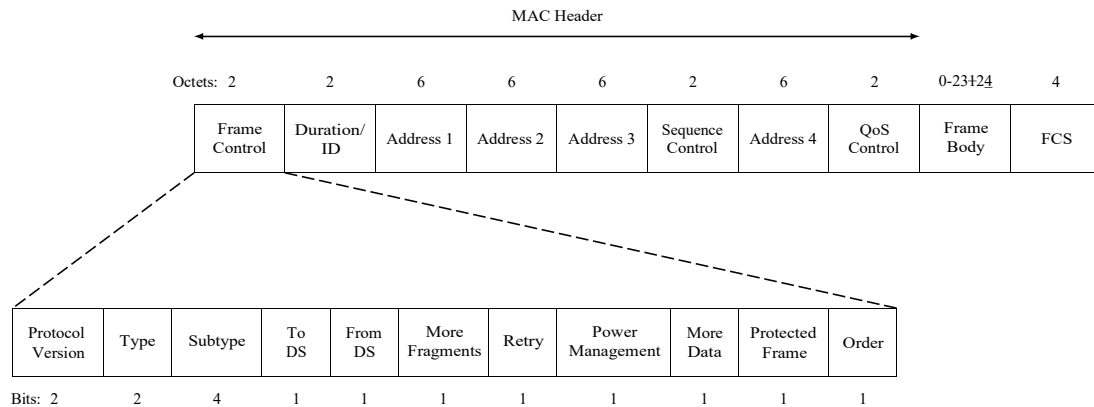 MAC Header
Octets: 2 2 6 6 6 2 6 2 0-23124 4
Frame Control Duration/ ID Address 1 Address 2 Address 3 Sequence Control Address 4 QoS Control Frame Body FCS
Protocol Version Type Subtype To DS From DS More Fragments Retry Power Management More Data Protected Frame Order
Bits: 2 2 4 1 1 1 1 1 1 1 1